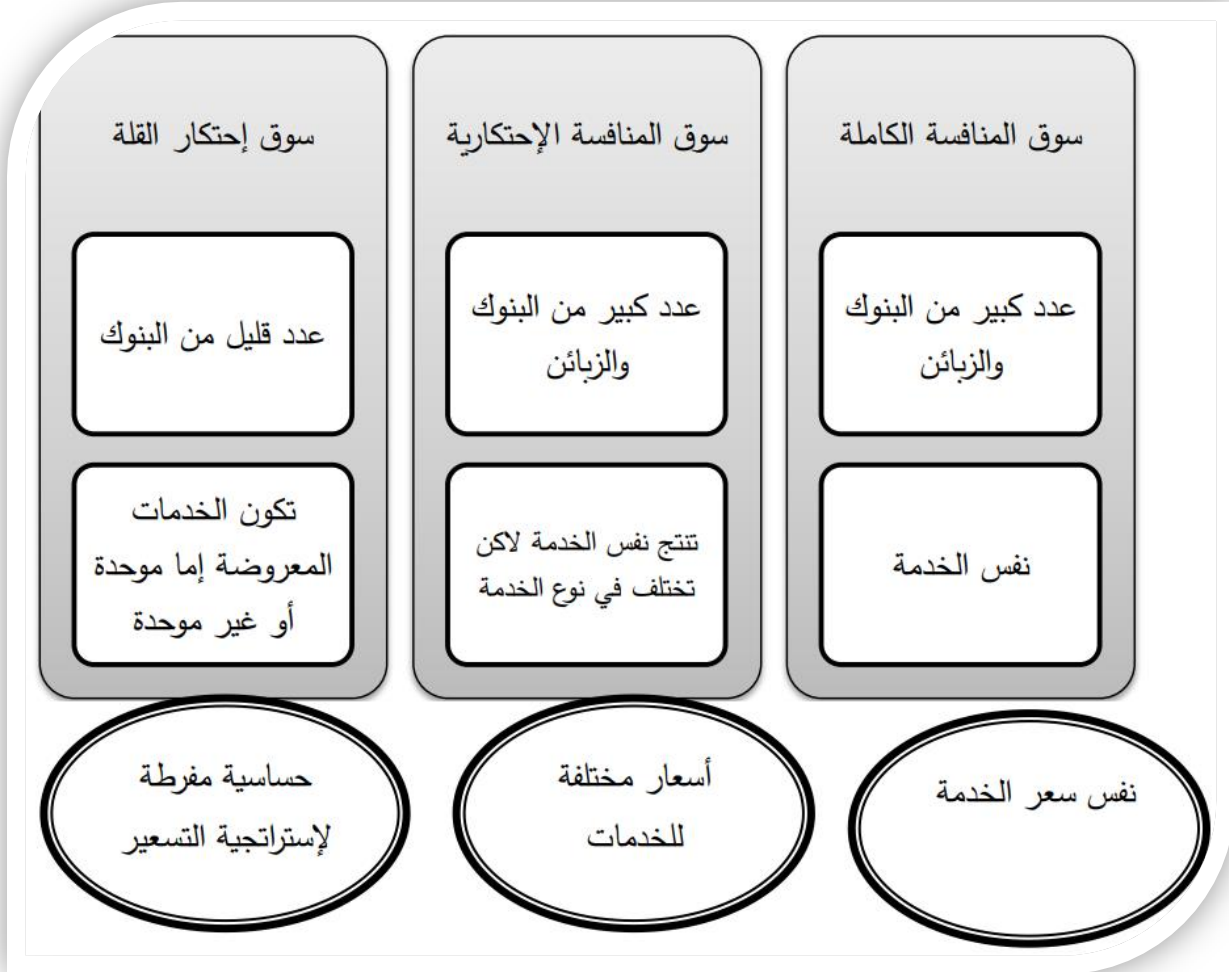 سوق المنافسة الكاملة
عدد كبير من البنوك
والزبائن
نفس الخدمة
نفس سعر الخدمة
سوق المنافسة الإحتكارية
عدد كبير من البنوك
والزبائن
تنتج نفس الخدمة لاكن
تختلف في نوع الخدمة
أسعار مختلفة
للخدمات
سوق إحتكار القلة
عدد قليل من البنوك
تكون الخدمات
المعروضة إما موحدة
أو غير موحدة
حساسية مفرطة
لإستراتجية التسعير